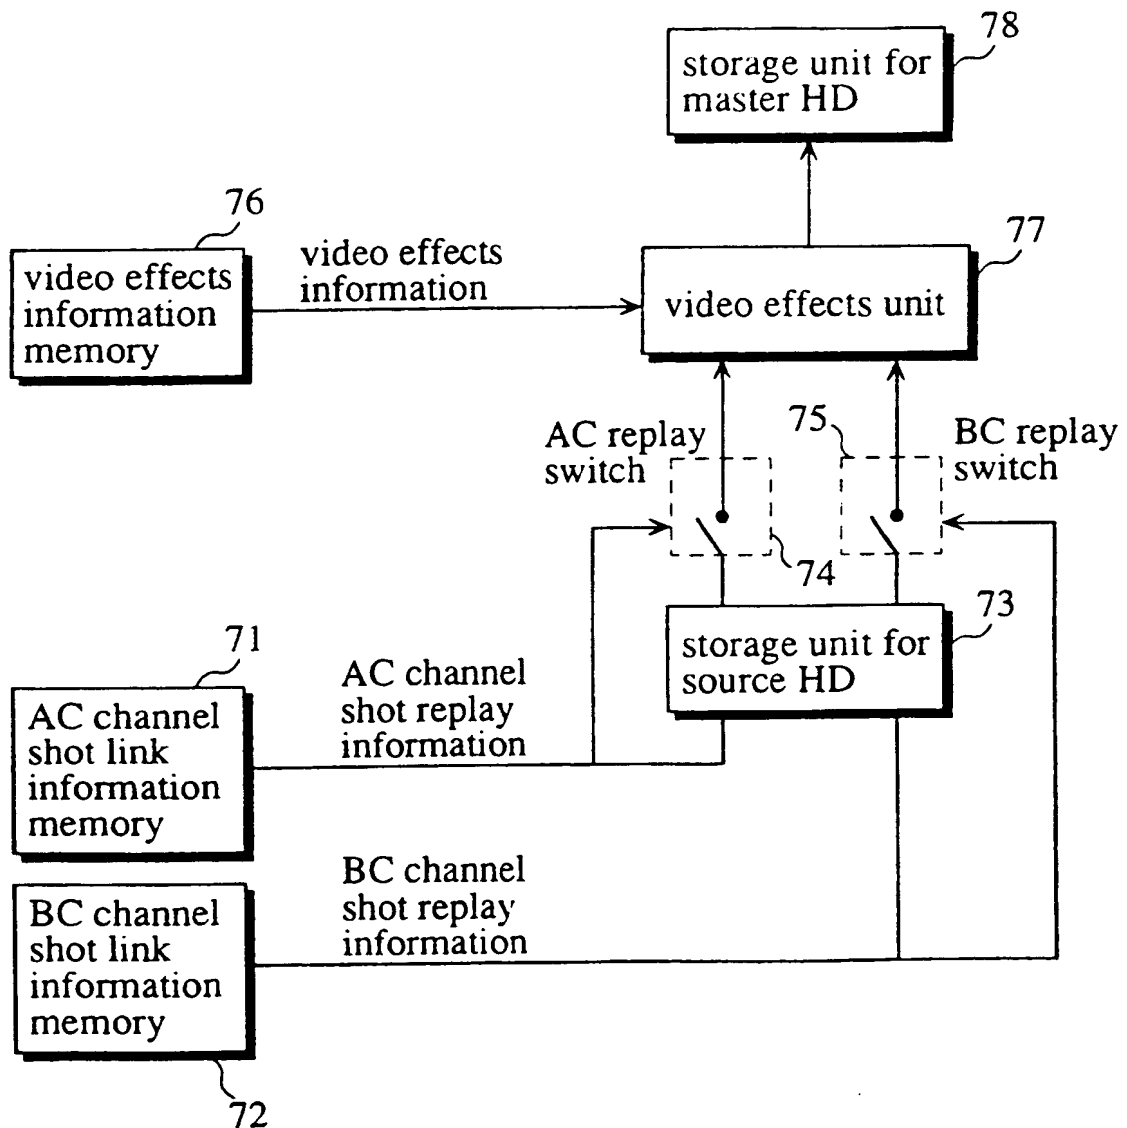 78
storage unit for
master HD
76
video effects
information
memory
video effects
information
77
video effects unit
AC replay
switch
75
BC replay
switch
74
73
storage unit for
source HD
71
AC channel
shot link
information
memory
AC channel
shot replay
information
BC channel
shot replay
information
BC channel
shot link
information
memory
72